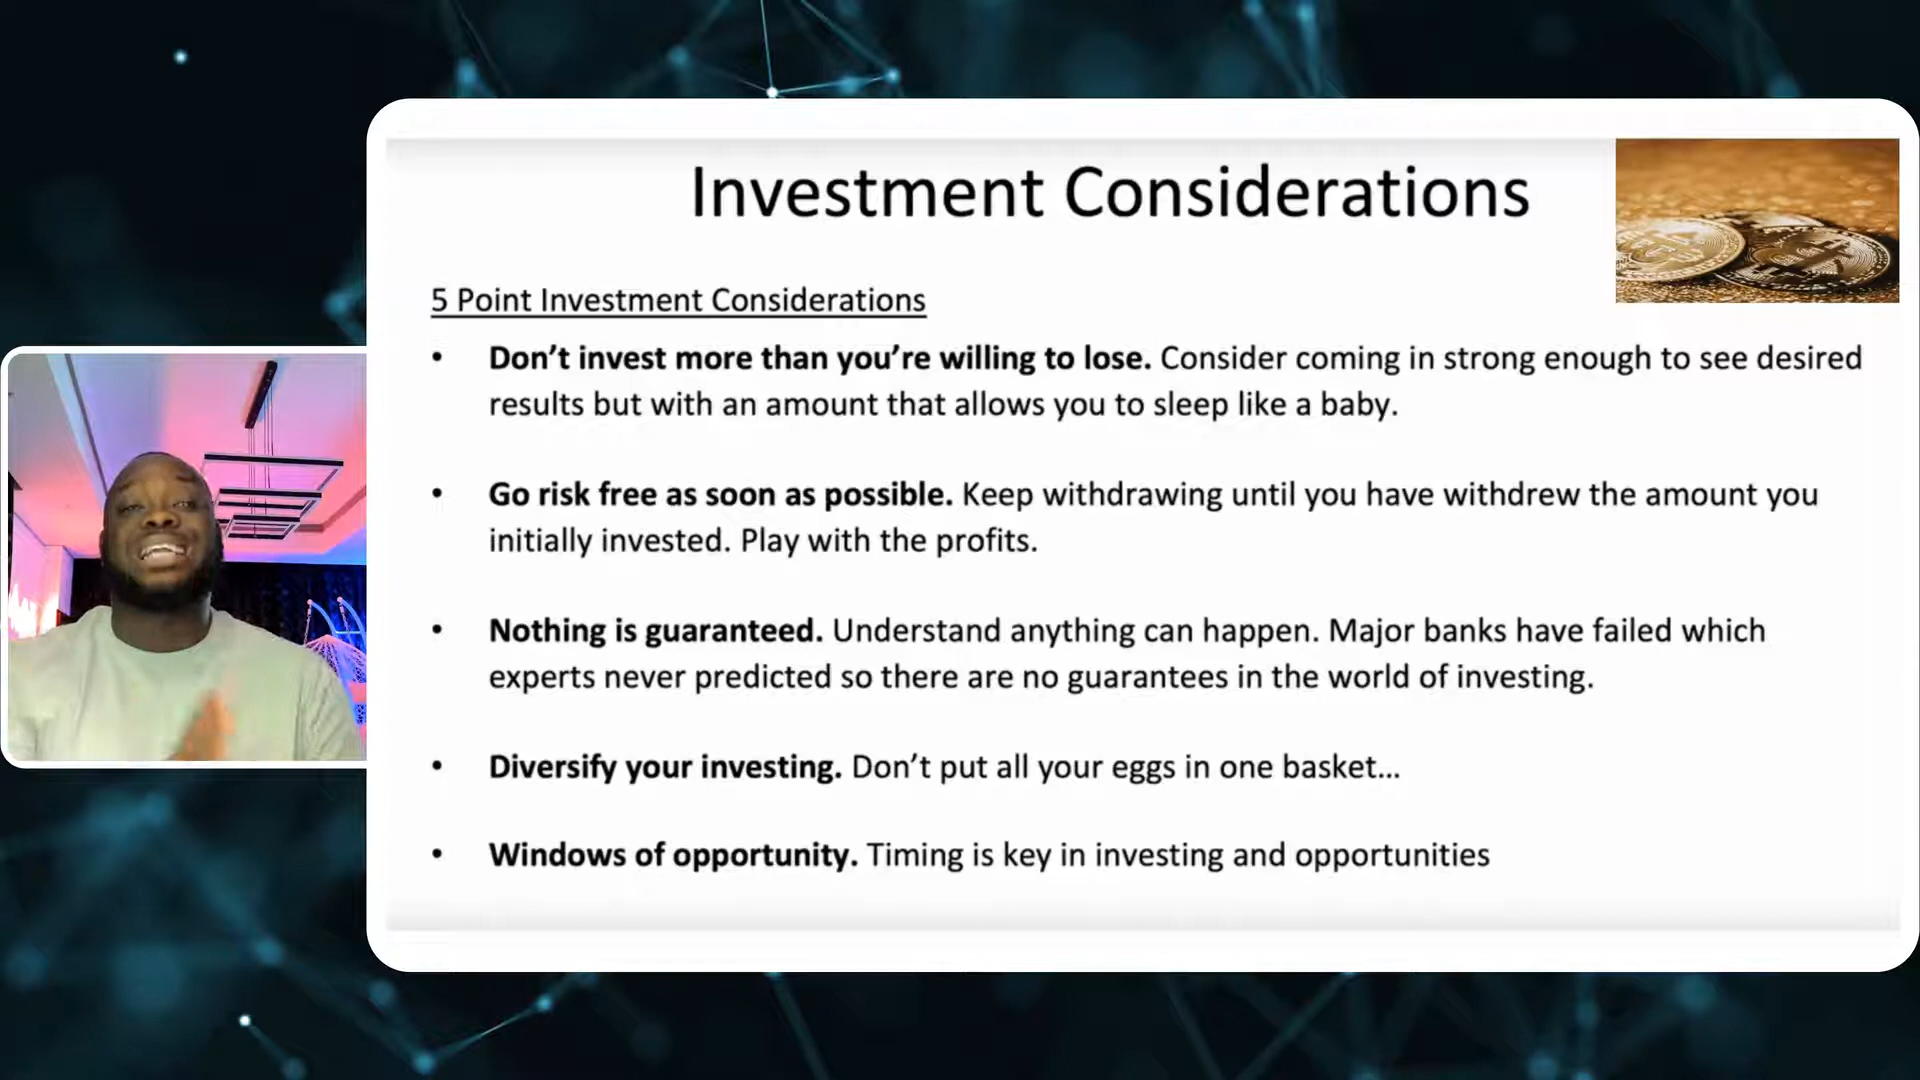 Investment Considerations
5 Point Investment Considerations
• Don’t invest more than you’re willing to lose. Consider coming in strong enough to see desired
results but with an amount that allows you to sleep like a baby.
• Go risk free as soon as possible. Keep withdrawing until you have withdrew the amount you
initially invested. Play with the profits.
• Nothing is guaranteed. Understand anything can happen. Major banks have failed which
experts never predicted so there are no guarantees in the world of investing.
• Diversify your investing. Don’t put all your eggs in one basket...
• Windows of opportunity. Timing is key in investing and opportunities